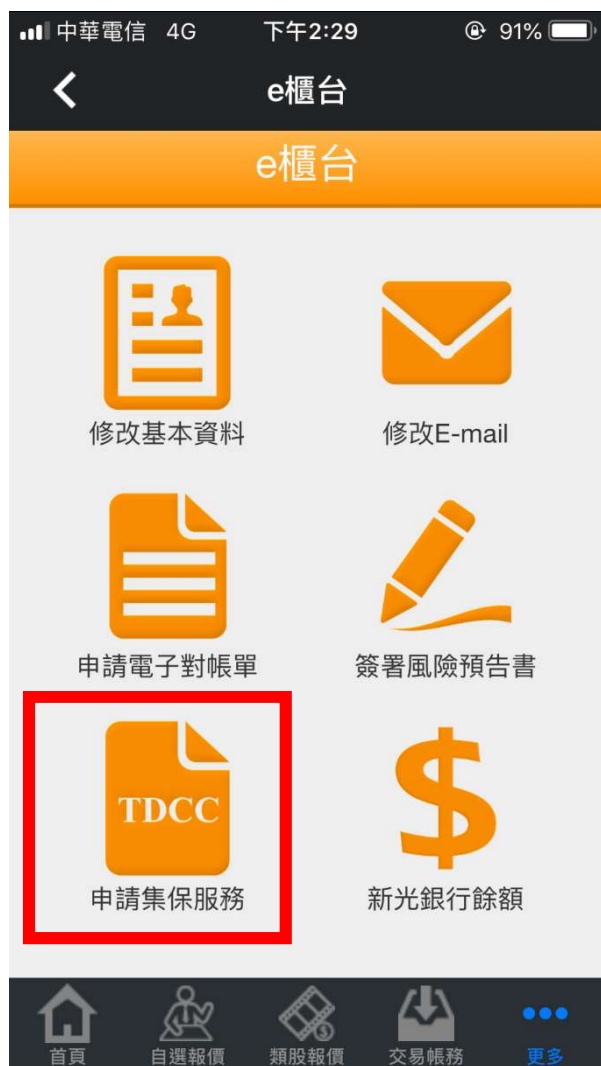 中華電信 4G 下午2:29 91%
e櫃台
e櫃台
修改基本資料 修改E-mail
申請電子對帳單 簽署風險預告書
TDCC
申請集保服務 新光銀行餘額
首頁 自選報價 類股報價 交易帳務 更多